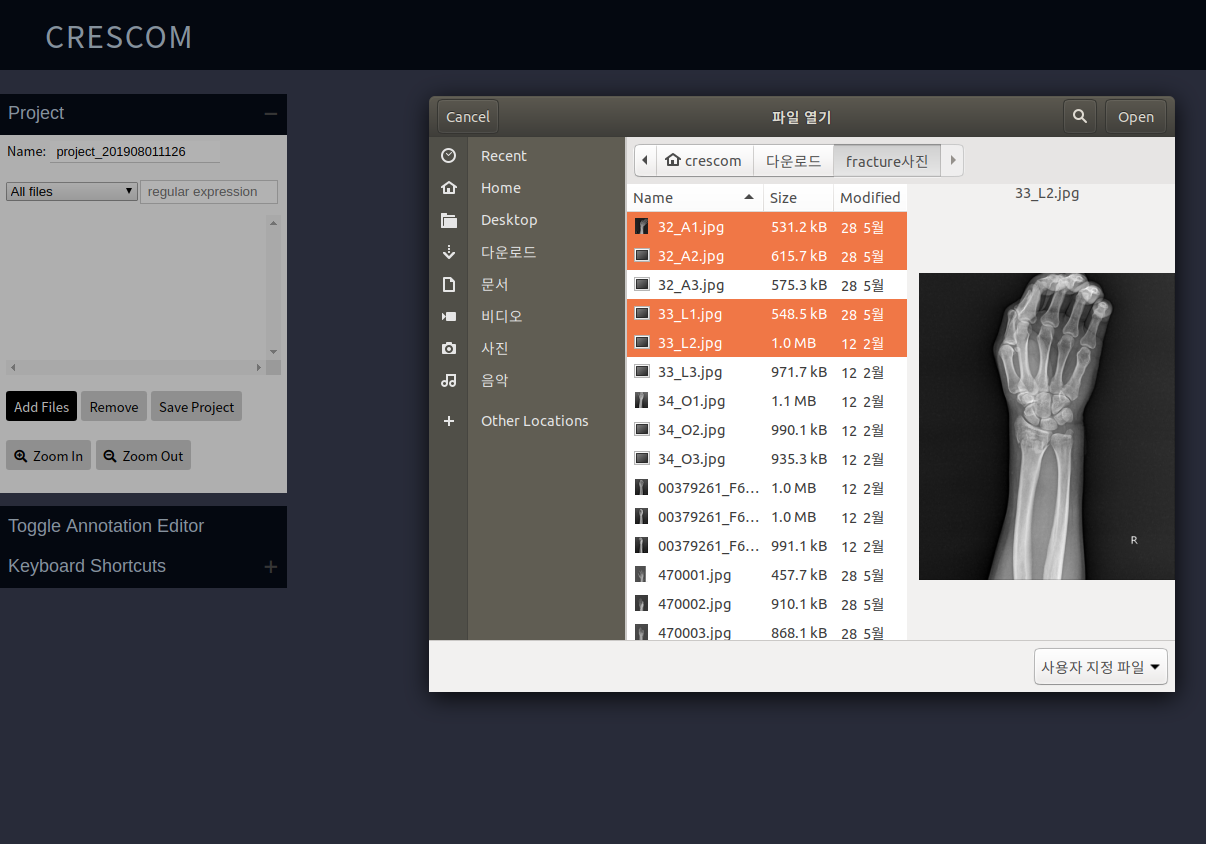 CRESCOM
Project
Name: project_201908011126
All files
regular expression
Add Files
Remove
Save Project
Zoom In
Zoom Out
Toggle Annotation Editor
Keyboard Shortcuts
Cancel
파일 열기
Open
Recent
Home
Desktop
다운로드
문서
비디오
사진
음악
Other Locations
crescom 다운로드 fracture사진
Name Size Modified
32_A1.jpg 531.2 kB 28 5월
32_A2.jpg 615.7 kB 28 5월
32_A3.jpg 575.3 kB 28 5월
33_L1.jpg 548.5 kB 28 5월
33_L2.jpg 1.0 MB 12 2월
33_L3.jpg 971.7 kB 12 2월
34_O1.jpg 1.1 MB 12 2월
34_O2.jpg 990.1 kB 12 2월
34_O3.jpg 935.3 kB 12 2월
00379261_F6... 1.0 MB 12 2월
00379261_F6... 1.0 MB 12 2월
00379261_F6... 991.1 kB 12 2월
470001.jpg 457.7 kB 28 5월
470002.jpg 910.1 kB 28 5월
470003.jpg 868.1 kB 28 5월
33_L2.jpg
R
사용자 지정 파일